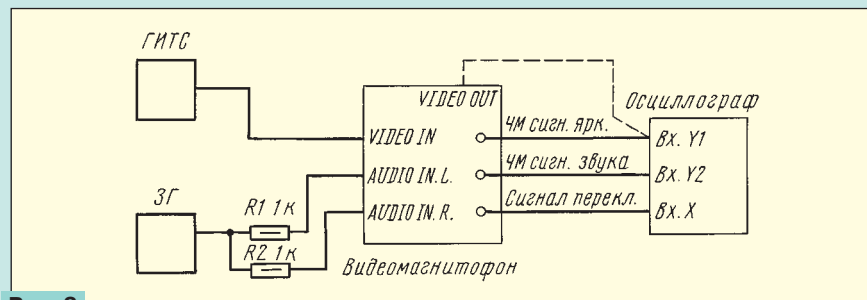 ГИТС
VIDEO OUT
Осциллограф
VIDEO IN
ЧМ сигн. ярк.
Вх. Y1
AUDIO IN. L.
ЧМ сигн. звука
Вх. Y2
ЗГ
R1 1к
AUDIO IN. R.
Сигнал перекл.
Вх. X
R2 1к
Видеомагнитофон